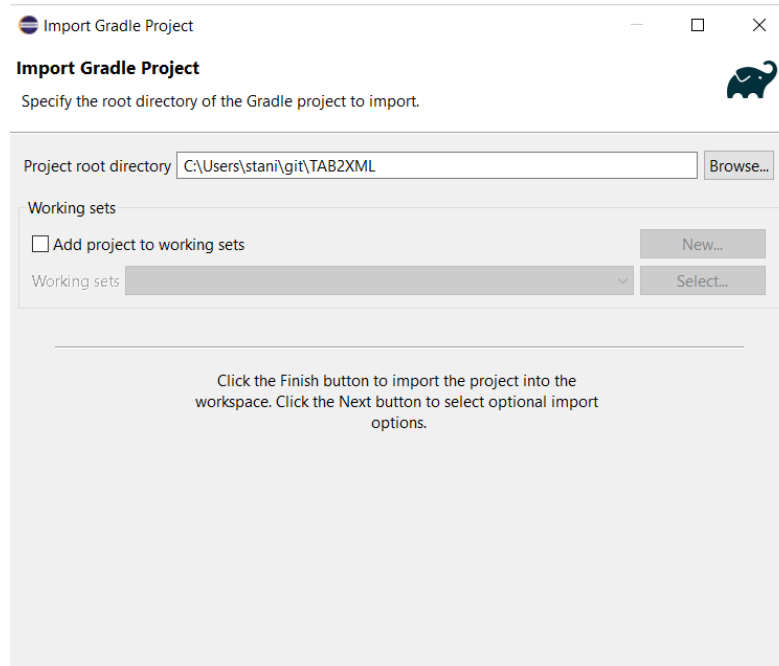 Import Gradle Project
Import Gradle Project
Specify the root directory of the Gradle project to import.
Project root directory C:\Users\stani\git\TAB2XML Browse...
Working sets
Add project to working sets New...
Working sets Select...
Click the Finish button to import the project into the
workspace. Click the Next button to select optional import
options.